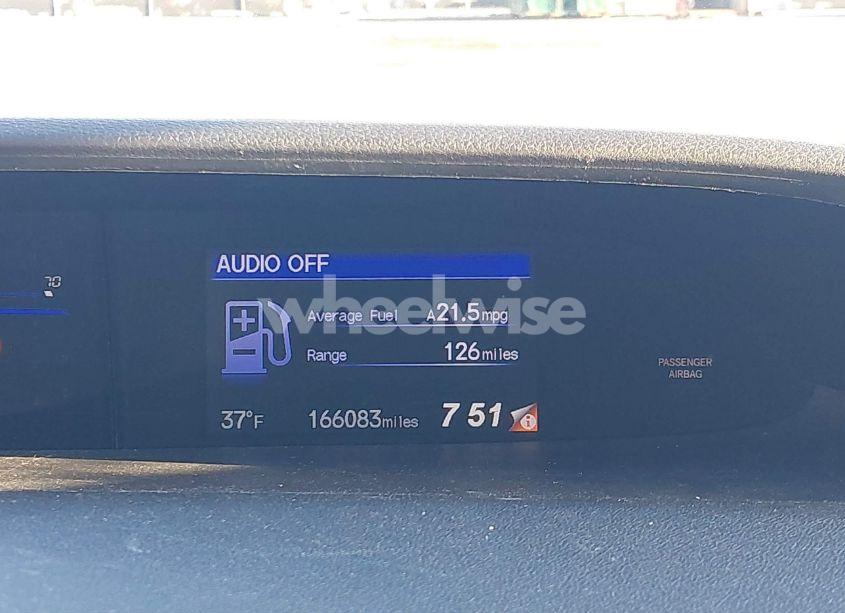 AUDIO OFF
70
wheelwise
Average Fuel A21.5mpg
Range 126miles
PASSENGER
AIRBAG
37°F 166083miles 7 51 i